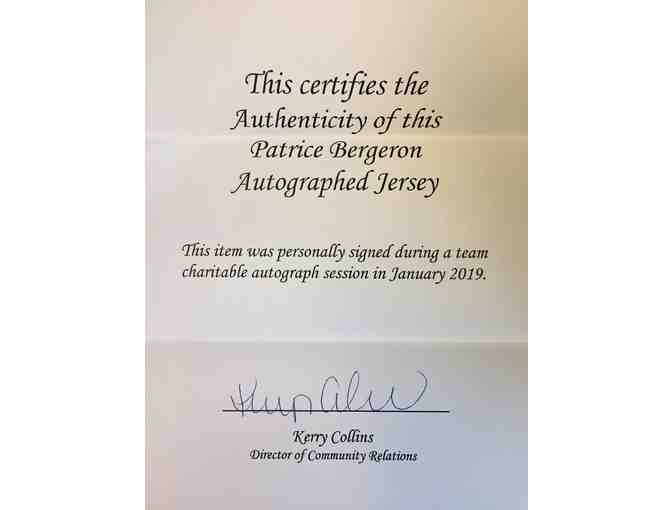 This certifies the
Authenticity of this
Patrice Bergeron
Autographed Jersey
This item was personally signed during a team
charitable autograph session in January 2019.
Kerry Collins
Director of Community Relations